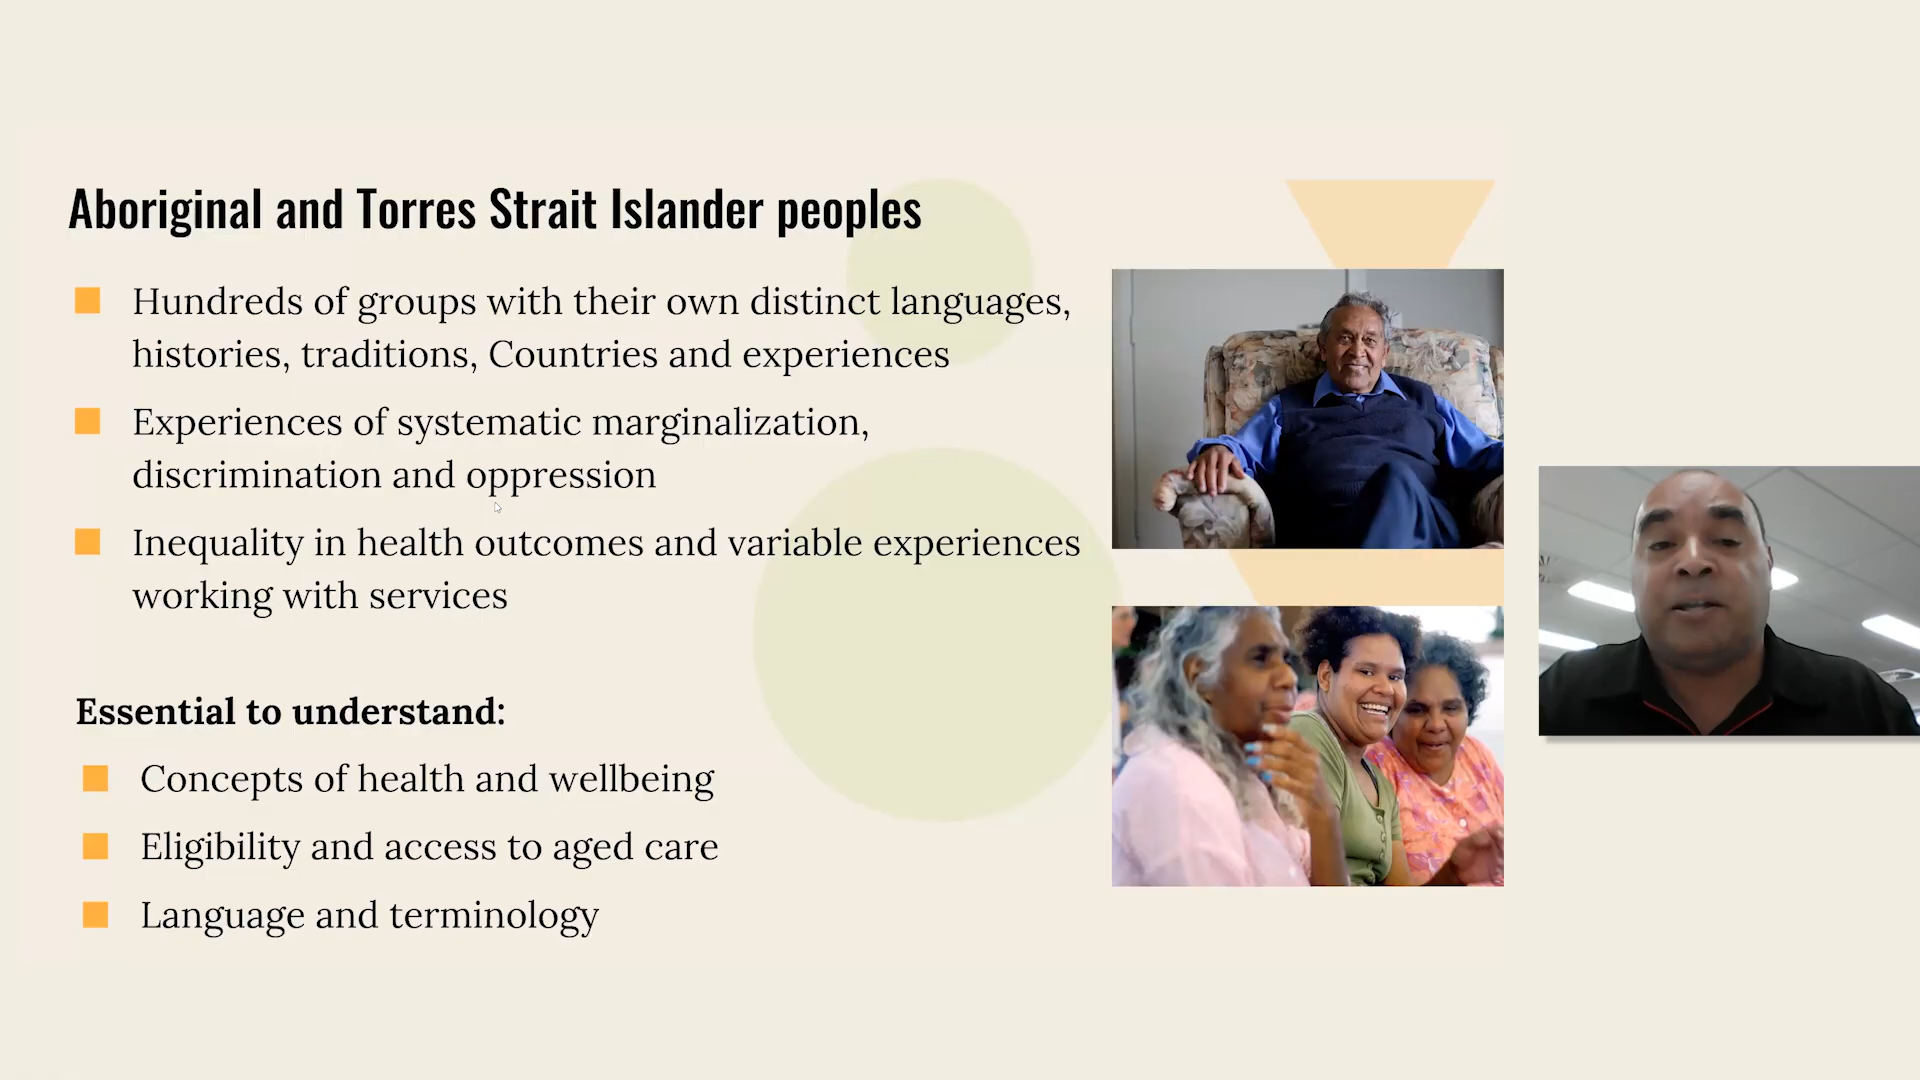 Aboriginal and Torres Strait Islander peoples
Hundreds of groups with their own distinct languages,
histories, traditions, Countries and experiences
Experiences of systematic marginalization,
discrimination and oppression
Inequality in health outcomes and variable experiences
working with services
Essential to understand:
Concepts of health and wellbeing
Eligibility and access to aged care
Language and terminology